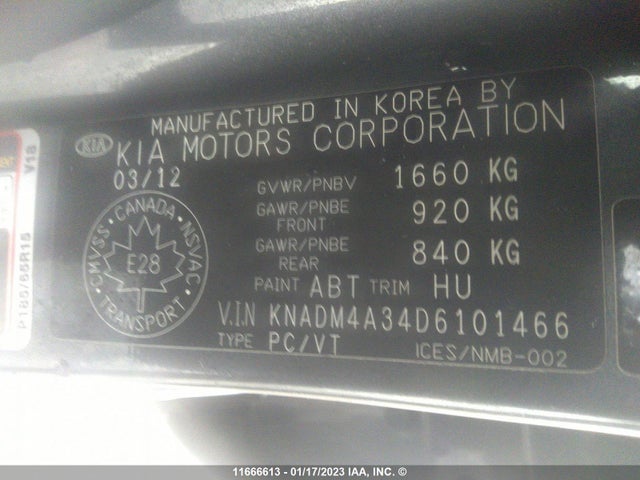 MANUFACTURED IN KOREA BY
KIA KIA MOTORS CORPORATION
03/12
GVWR/PNBV 1660 KG
GAWR/PNBE FRONT 920 KG
GAWR/PNBE REAR 840 KG
PAINT ABT TRIM HU
V.I.N KNADM4A34D6101466
TYPE PC/VT ICES/NMB-002
CMVSS · CANADA · NSVAC · TRANSPORT
E28
P185/65R15
V18
11666613 - 01/17/2023 IAA, INC. ©